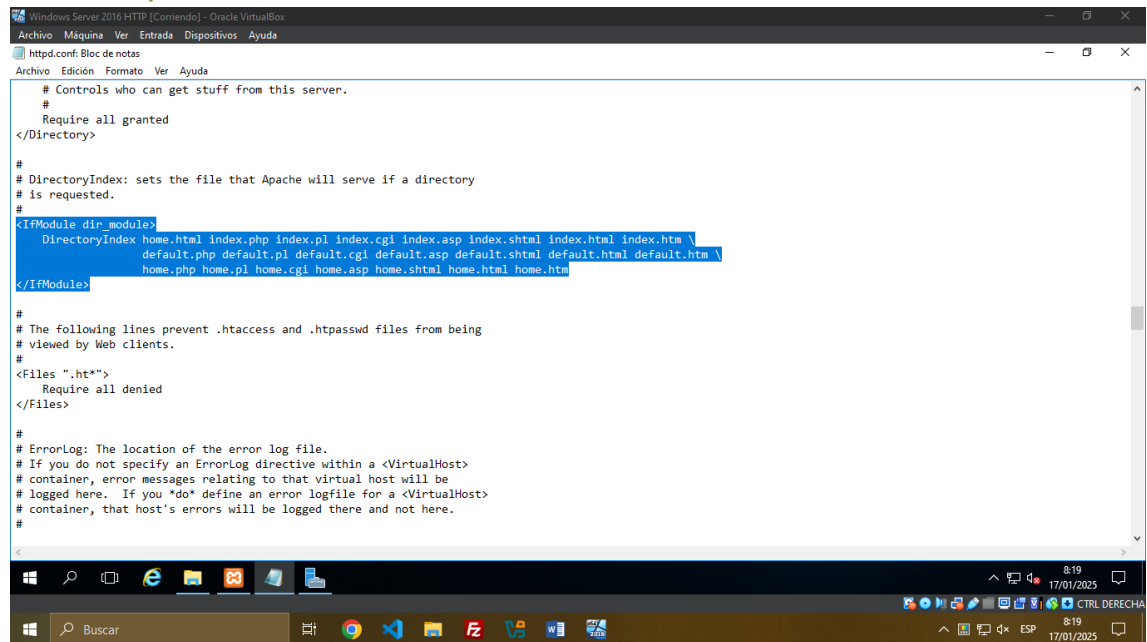 Windows Server 2016 HTTP [Corriendo] - Oracle VirtualBox
Archivo Máquina Ver Entrada Dispositivos Ayuda
httpd.conf: Bloc de notas
Archivo Edición Formato Ver Ayuda
# Controls who can get stuff from this server.
#
Require all granted
</Directory>
#
# DirectoryIndex: sets the file that Apache will serve if a directory
# is requested.
#
<IfModule dir_module>
DirectoryIndex home.html index.php index.pl index.cgi index.asp index.shtml index.html index.htm \
default.php default.pl default.cgi default.asp default.shtml default.html default.htm \
home.php home.pl home.cgi home.asp home.shtml home.html home.htm
</IfModule>
#
# The following lines prevent .htaccess and .htpasswd files from being
# viewed by Web clients.
#
<Files ".ht*">
Require all denied
</Files>
#
# ErrorLog: The location of the error log file.
# If you do not specify an ErrorLog directive within a <VirtualHost>
# container, error messages relating to that virtual host will be
# logged here.  If you *do* define an error logfile for a <VirtualHost>
# container, that host's errors will be logged there and not here.
#
8:19
17/01/2025
CTRL DERECHA
Buscar
ESP
8:19
17/01/2025